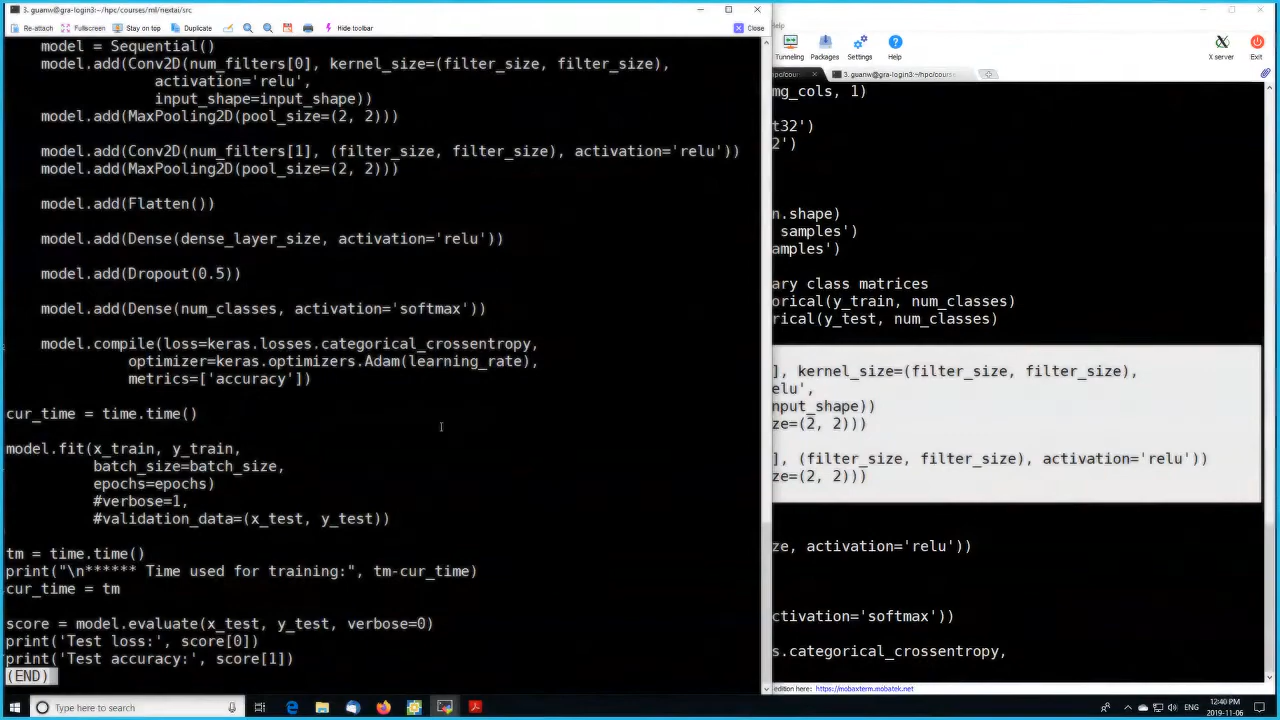 3. guanw@gra-login3:~/hpc/courses/ml/nextai/src
Re-attach Fullscreen Stay on top Duplicate Hide toolbar Close
model = Sequential()
model.add(Conv2D(num_filters[0], kernel_size=(filter_size, filter_size),
activation='relu',
input_shape=input_shape))
model.add(MaxPooling2D(pool_size=(2, 2)))
model.add(Conv2D(num_filters[1], (filter_size, filter_size), activation='relu'))
model.add(MaxPooling2D(pool_size=(2, 2)))
model.add(Flatten())
model.add(Dense(dense_layer_size, activation='relu'))
model.add(Dropout(0.5))
model.add(Dense(num_classes, activation='softmax'))
model.compile(loss=keras.losses.categorical_crossentropy,
optimizer=keras.optimizers.Adam(learning_rate),
metrics=['accuracy'])
cur_time = time.time()
model.fit(x_train, y_train,
batch_size=batch_size,
epochs=epochs)
#verbose=1,
#validation_data=(x_test, y_test))
tm = time.time()
print("\n****** Time used for training:", tm-cur_time)
cur_time = tm
score = model.evaluate(x_test, y_test, verbose=0)
print('Test loss:', score[0])
print('Test accuracy:', score[1])
(END)
Help
Tunneling Packages Settings Help X server Exit
hpc/cour 3. guanw@gra-login3:~/hpc/course
mg_cols, 1)
t32')
2')
n.shape)
samples')
amples')
ary class matrices
orical(y_train, num_classes)
rical(y_test, num_classes)
], kernel_size=(filter_size, filter_size),
elu',
nput_shape))
ze=(2, 2)))
], (filter_size, filter_size), activation='relu'))
ze=(2, 2)))
ze, activation='relu'))
ctivation='softmax'))
s.categorical_crossentropy,
edition here: https://mobaxterm.mobatek.net
Type here to search
12:40 PM
2019-11-06